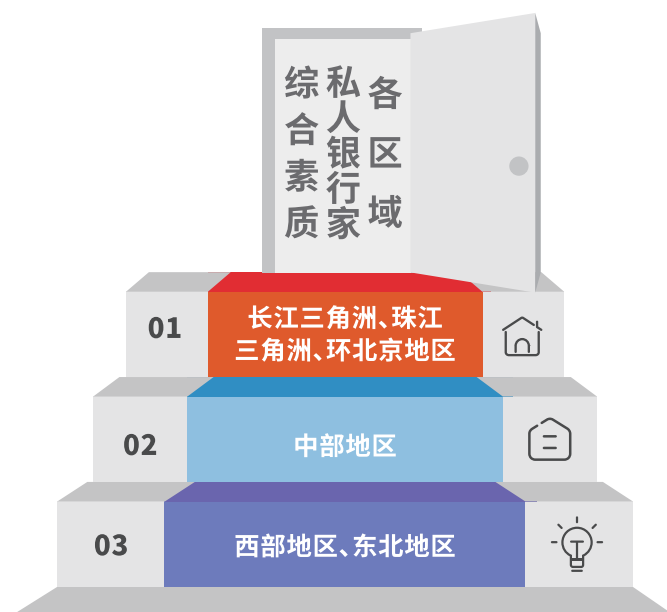 各区域
私人银行家
综合素质
01
长江三角洲、珠江
三角洲、环北京地区
02
中部地区
03
西部地区、东北地区